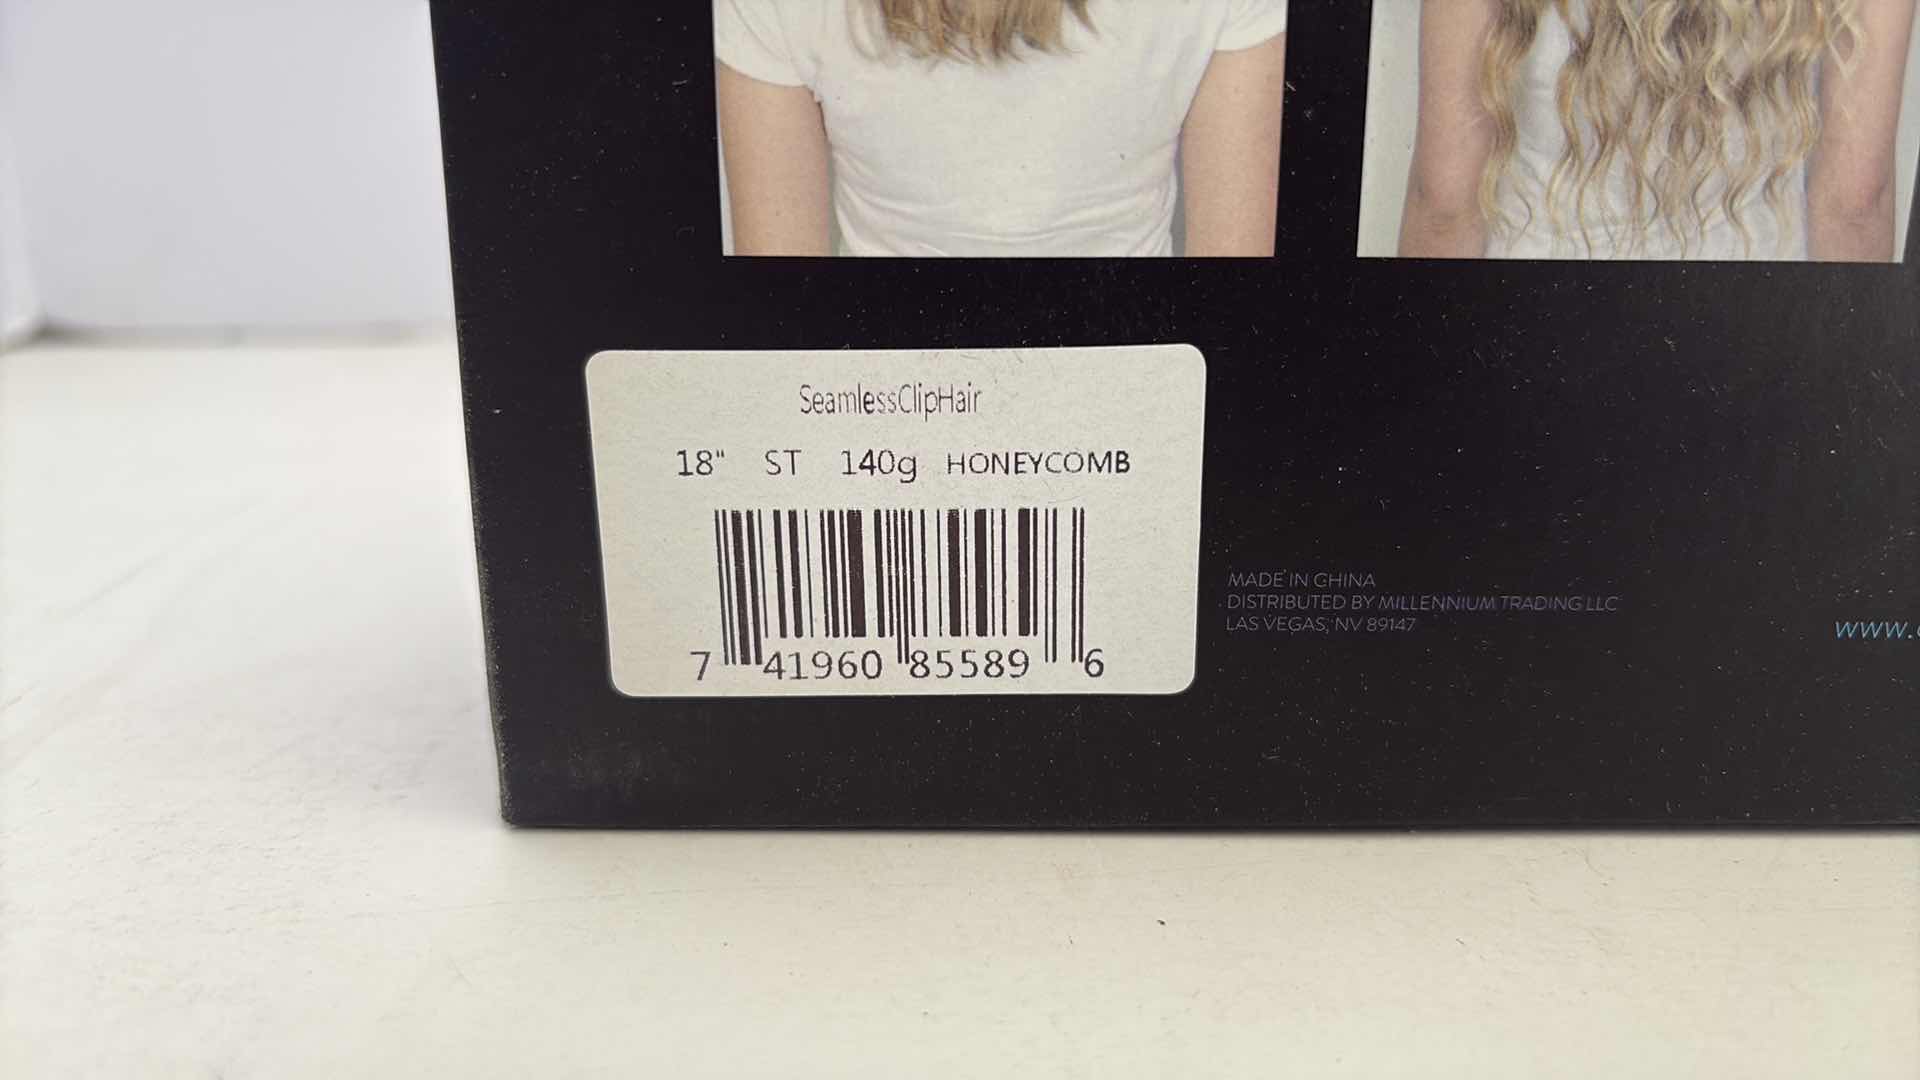 SeamlessClipHair
18" ST 140g HONEYCOMB
7 41960 85589 6
MADE IN CHINA
DISTRIBUTED BY MILLENNIUM TRADING LLC
LAS VEGAS, NV 89147
www.